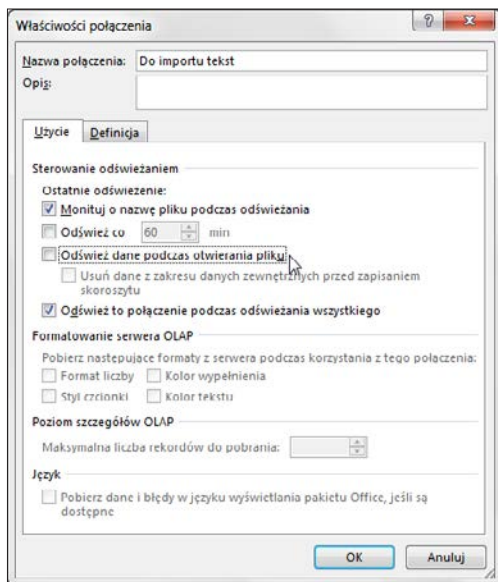 Właściwości połączenia
Nazwa połączenia: Do importu tekst
Opis:
Użycie Definicja
Sterowanie odświeżaniem
Ostatnie odświeżenie:
Monituj o nazwę pliku podczas odświeżania
Odśwież co 60 min
Odśwież dane podczas otwierania pliku
Usuń dane z zakresu danych zewnętrznych przed zapisaniem
skoroszytu
Odśwież to połączenie podczas odświeżania wszystkiego
Formatowanie serwera OLAP
Pobierz następujące formaty z serwera podczas korzystania z tego połączenia:
Format liczby Kolor wypełnienia
Styl czcionki Kolor tekstu
Poziom szczegółów OLAP
Maksymalna liczba rekordów do pobrania:
Język
Pobierz dane i błędy w języku wyświetlania pakietu Office, jeśli są
dostępne
OK Anuluj